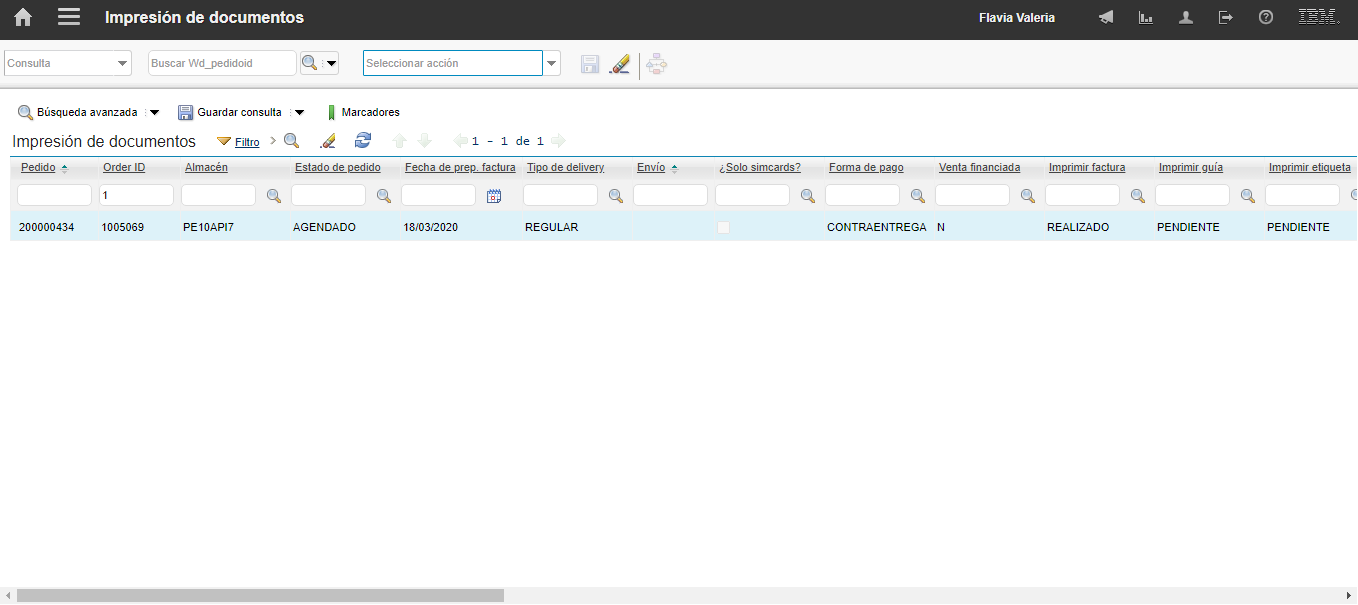 Impresión de documentos Flavia Valeria IBM.
Consulta Buscar Wd_pedidoid Seleccionar acción
Búsqueda avanzada Guardar consulta Marcadores
Impresión de documentos Filtro 1 - 1 de 1
Pedido Order ID Almacén Estado de pedido Fecha de prep. factura Tipo de delivery Envío ¿Solo simcards? Forma de pago Venta financiada Imprimir factura Imprimir guía Imprimir etiqueta
1
200000434 1005069 PE10API7 AGENDADO 18/03/2020 REGULAR CONTRAENTREGA N REALIZADO PENDIENTE PENDIENTE